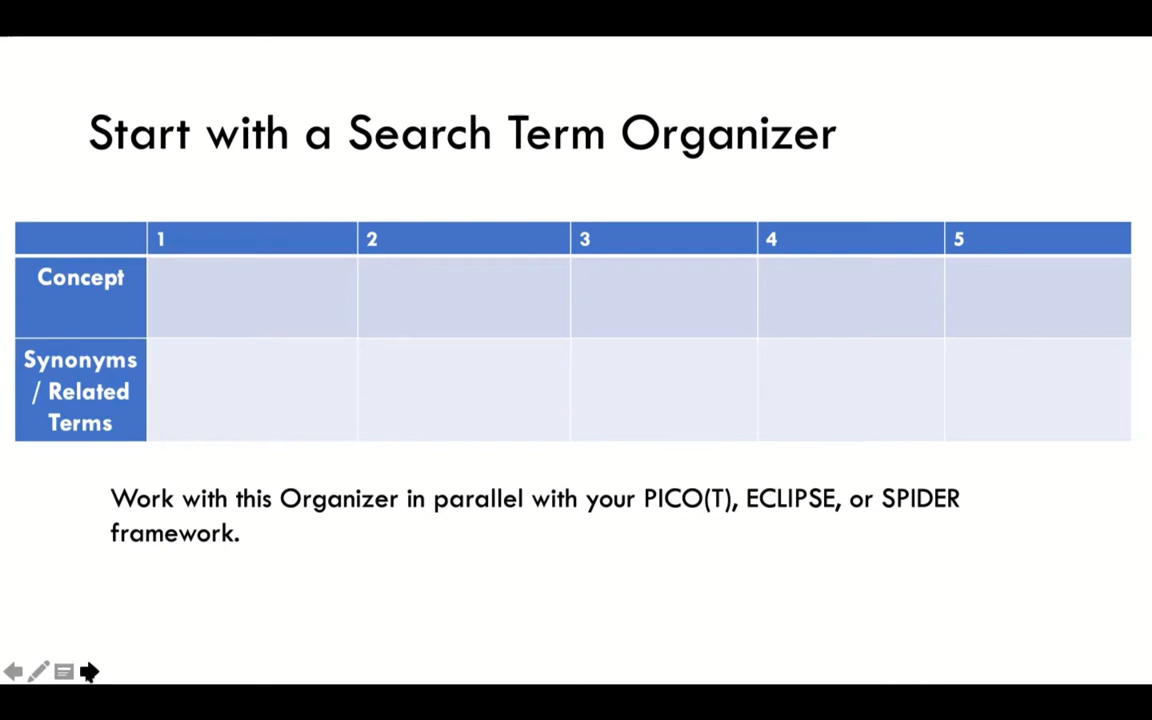 Start with a Search Term Organizer
1 2 3 4 5
Concept
Synonyms
/ Related
Terms
Work with this Organizer in parallel with your PICO(T), ECLIPSE, or SPIDER
framework.